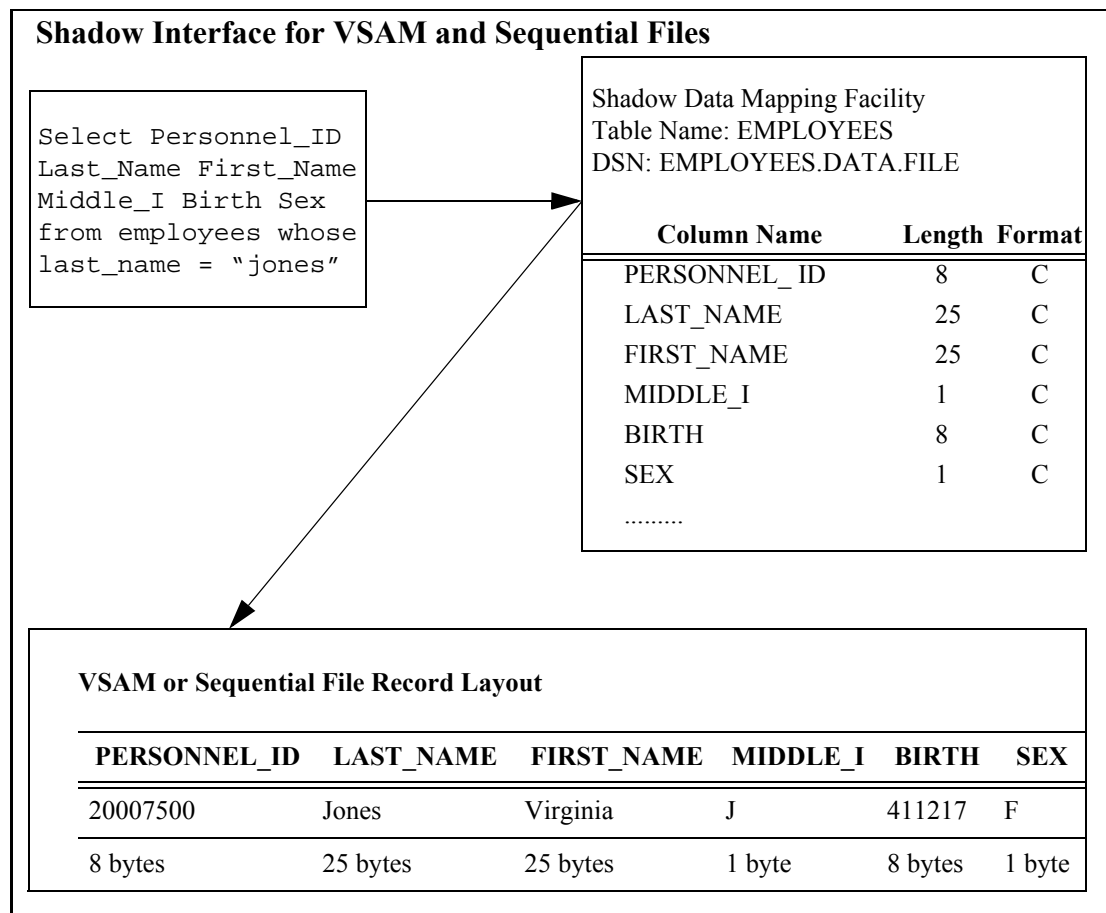 Shadow Interface for VSAM and Sequential Files
Select Personnel_ID
Last_Name First_Name
Middle_I Birth Sex
from employees whose
last_name = “jones”
Shadow Data Mapping Facility
Table Name: EMPLOYEES
DSN: EMPLOYEES.DATA.FILE
Column Name Length Format
PERSONNEL_ ID 8 C
LAST_NAME 25 C
FIRST_NAME 25 C
MIDDLE_I 1 C
BIRTH 8 C
SEX 1 C
.........
VSAM or Sequential File Record Layout
PERSONNEL_ID LAST_NAME FIRST_NAME MIDDLE_I BIRTH SEX
20007500 Jones Virginia J 411217 F
8 bytes 25 bytes 25 bytes 1 byte 8 bytes 1 byte